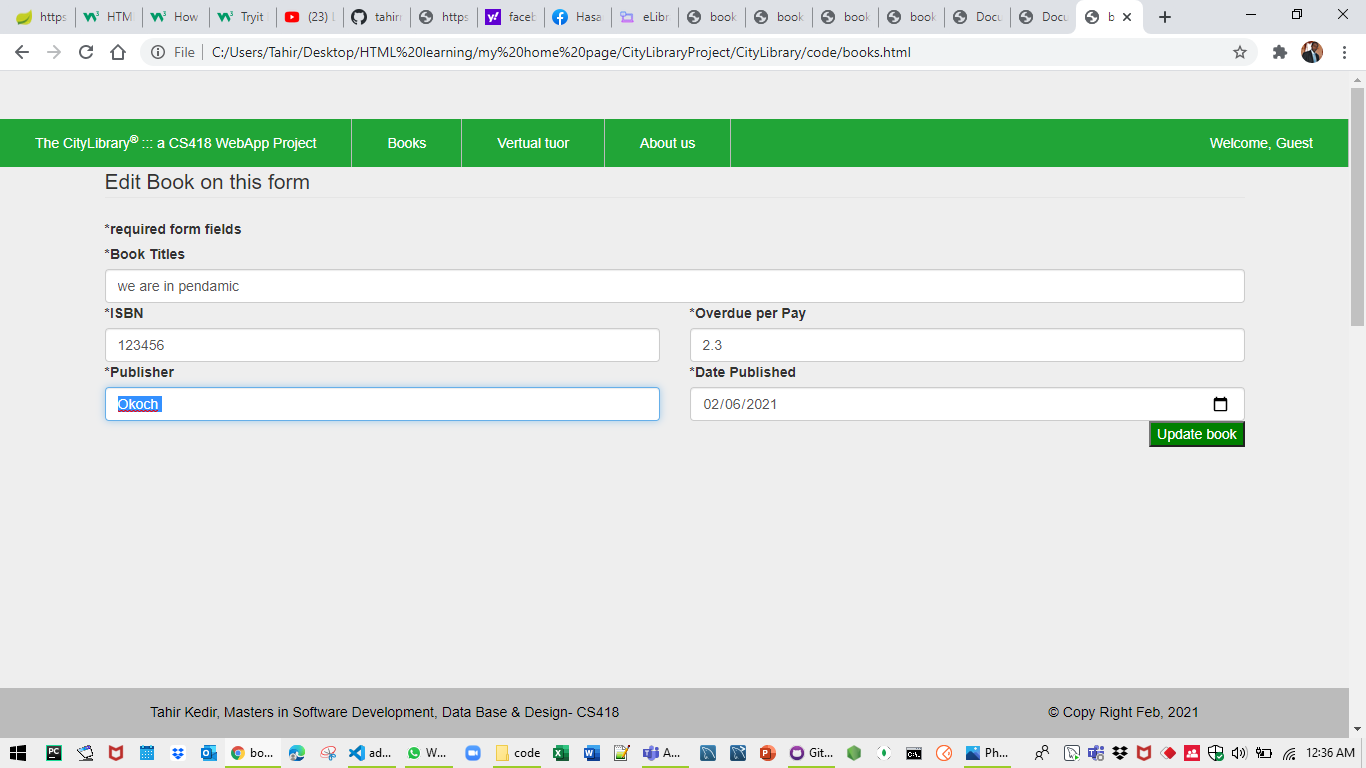 https HTM How Tryit (23) tahirr https faceb Hasa eLibr book book book book Docu Docu b
File C:/Users/Tahir/Desktop/HTML%20learning/my%20home%20page/CityLibraryProject/CityLibrary/code/books.html
The CityLibrary® ::: a CS418 WebApp Project Books Vertual tuor About us Welcome, Guest
Edit Book on this form
*required form fields
*Book Titles
we are in pendamic
*ISBN *Overdue per Pay
123456 2.3
*Publisher *Date Published
Okoch 02/06/2021
Update book
Tahir Kedir, Masters in Software Development, Data Base & Design- CS418 © Copy Right Feb, 2021
bo... ad... W... code A... Git... Ph... 12:36 AM